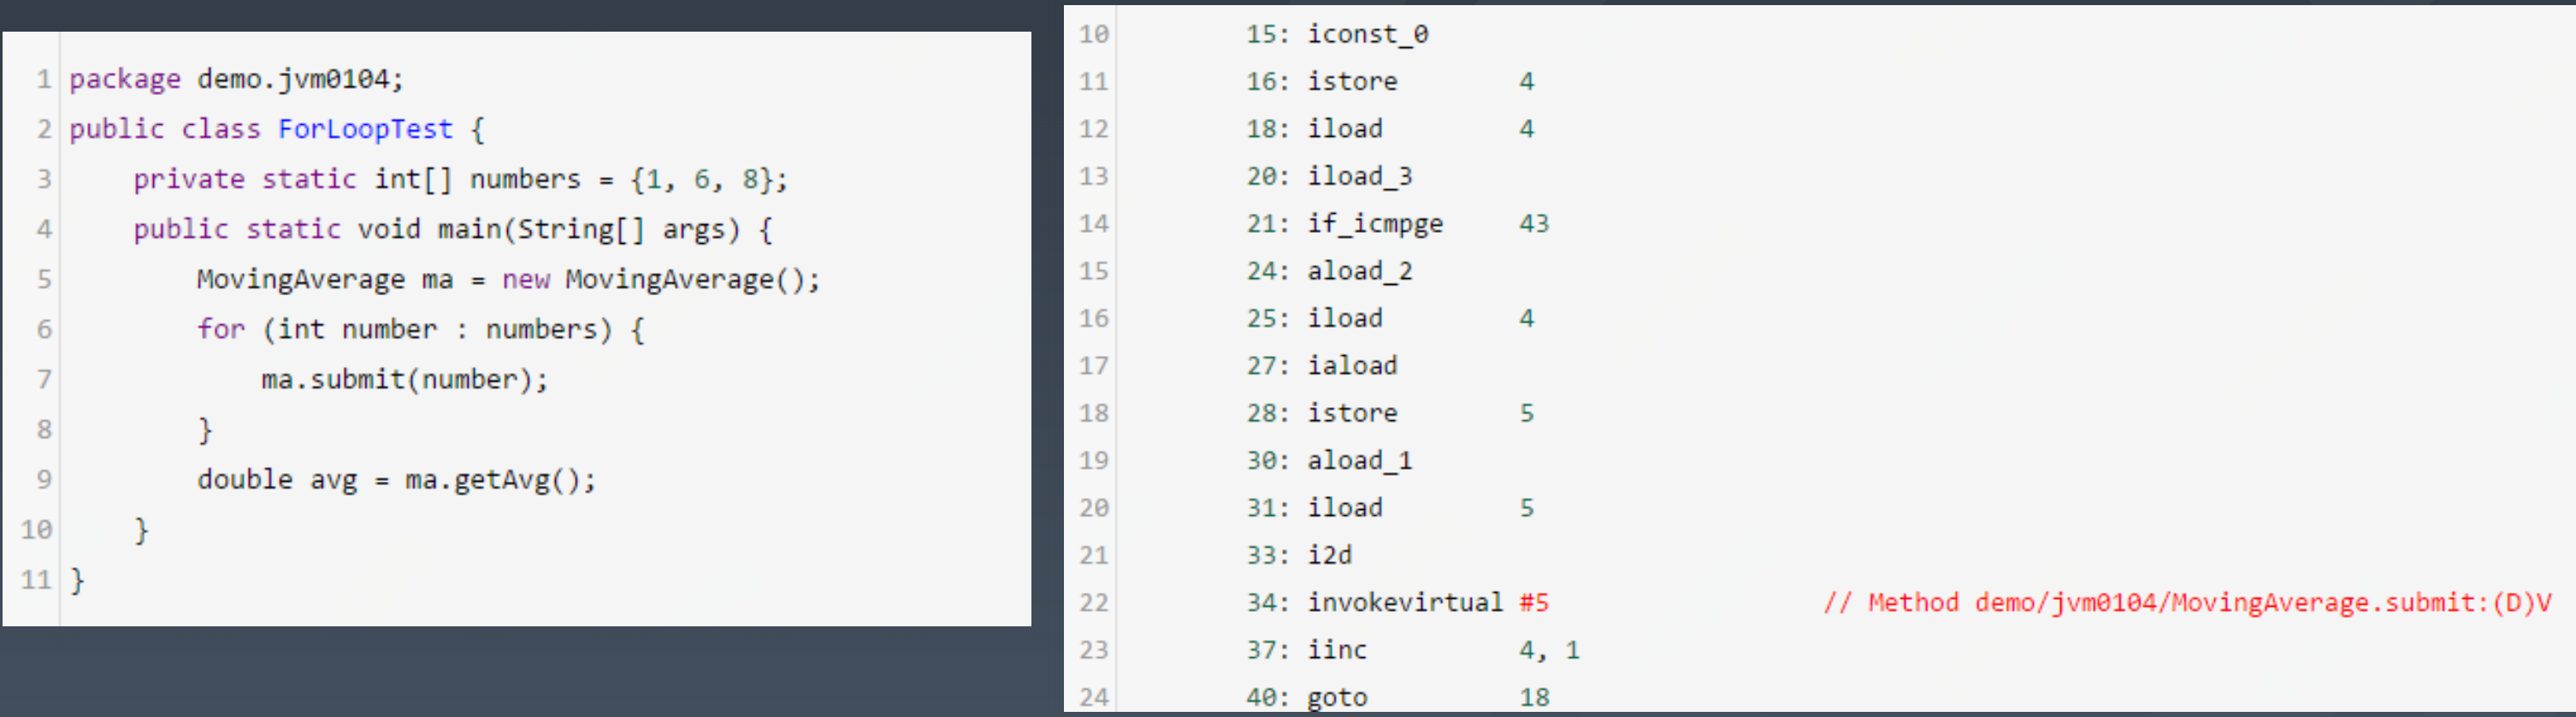 1 package demo.jvm0104;
2 public class ForLoopTest {
3     private static int[] numbers = {1, 6, 8};
4     public static void main(String[] args) {
5         MovingAverage ma = new MovingAverage();
6         for (int number : numbers) {
7             ma.submit(number);
8         }
9         double avg = ma.getAvg();
10     }
11 }
10 15: iconst_0
11 16: istore 4
12 18: iload 4
13 20: iload_3
14 21: if_icmpge 43
15 24: aload_2
16 25: iload 4
17 27: iaload
18 28: istore 5
19 30: aload_1
20 31: iload 5
21 33: i2d
22 34: invokevirtual #5 // Method demo/jvm0104/MovingAverage.submit:(D)V
23 37: iinc 4, 1
24 40: goto 18